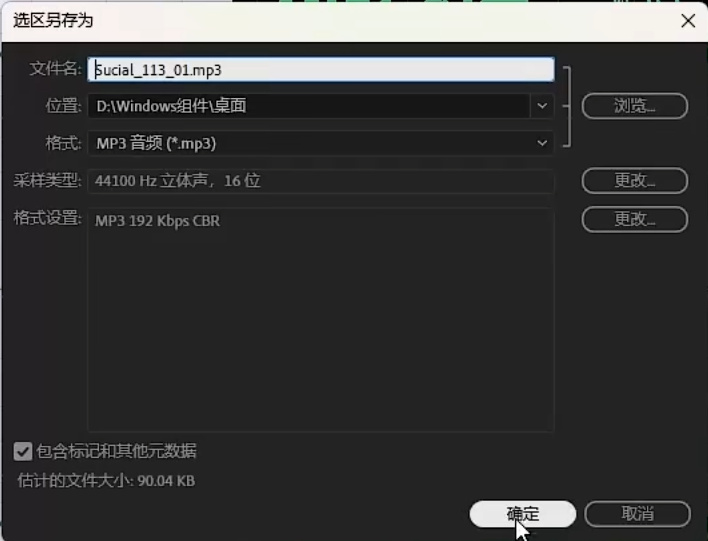 选区另存为
文件名: Sucial_113_01.mp3
位置: D:\Windows组件\桌面 浏览...
格式: MP3 音频 (*.mp3)
采样类型: 44100 Hz 立体声，16 位 更改...
格式设置: MP3 192 Kbps CBR 更改...
包含标记和其他元数据
估计的文件大小: 90.04 KB
确定 取消